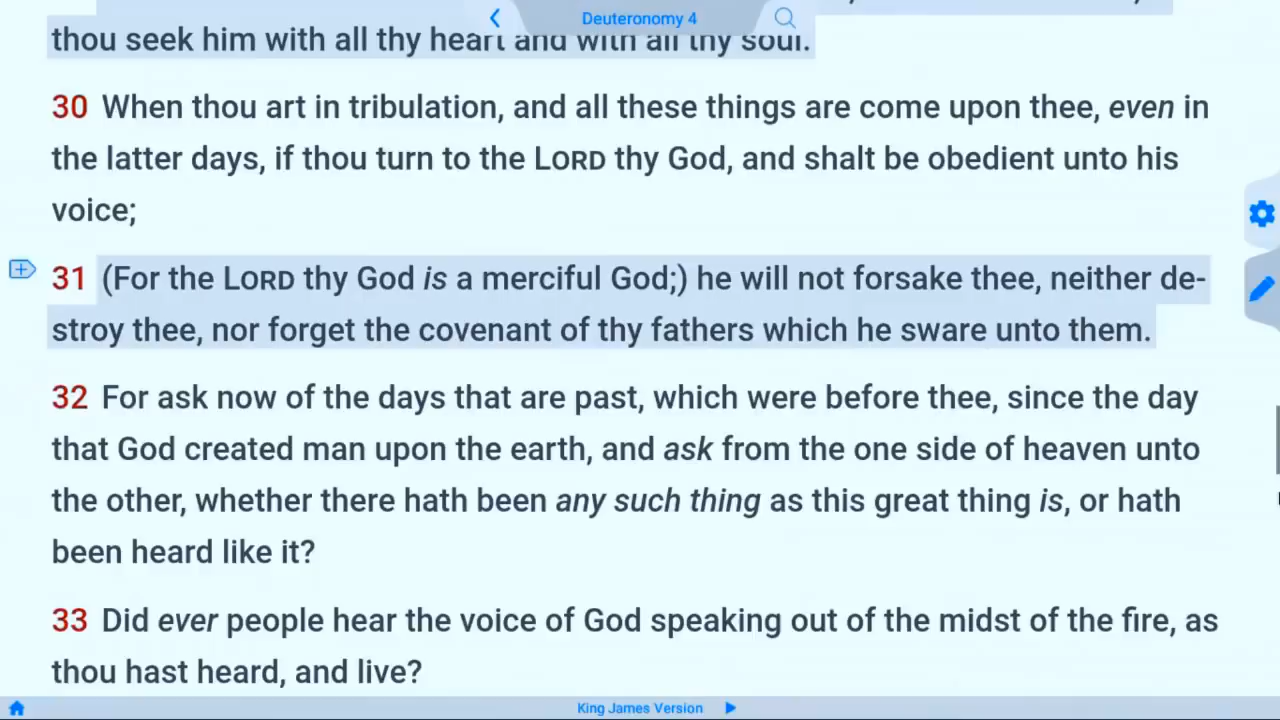 Deuteronomy 4
thou seek him with all thy heart and with all thy soul.
30 When thou art in tribulation, and all these things are come upon thee, even in
the latter days, if thou turn to the LORD thy God, and shalt be obedient unto his
voice;
31 (For the LORD thy God is a merciful God;) he will not forsake thee, neither de-
stroy thee, nor forget the covenant of thy fathers which he sware unto them.
32 For ask now of the days that are past, which were before thee, since the day
that God created man upon the earth, and ask from the one side of heaven unto
the other, whether there hath been any such thing as this great thing is, or hath
been heard like it?
33 Did ever people hear the voice of God speaking out of the midst of the fire, as
thou hast heard, and live?
King James Version